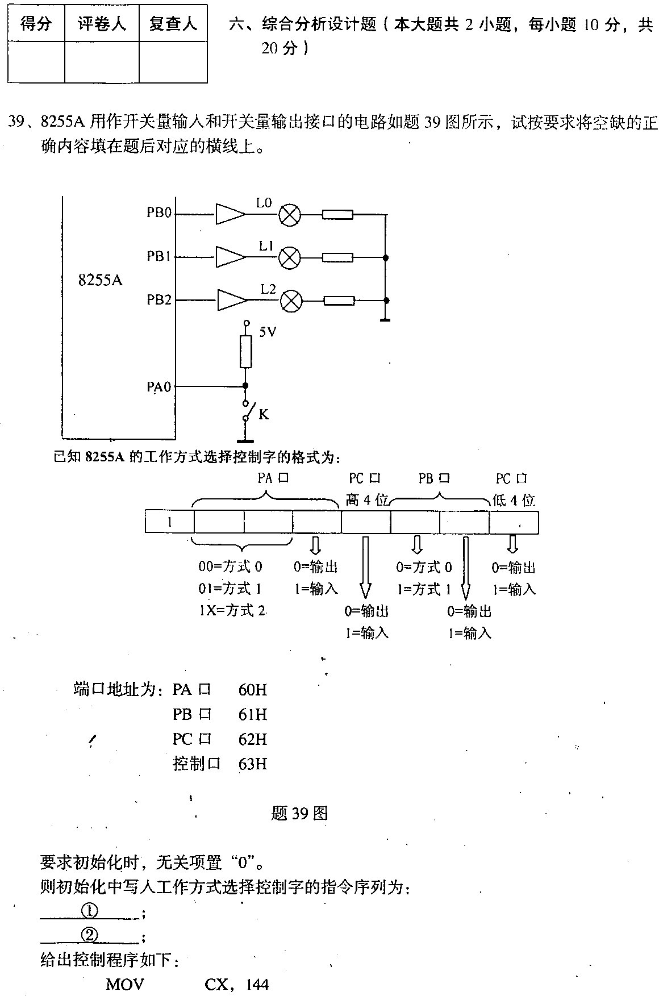 得分 评卷人 复查人
六、综合分析设计题（本大题共 2 小题，每小题 10 分，共
20 分）
39、8255A 用作开关量输入和开关量输出接口的电路如题 39 图所示，试按要求将空缺的正
确内容填在题后对应的横线上。
PB0 L0
PB1 L1
8255A
PB2 L2
5V
PA0
K
已知 8255A 的工作方式选择控制字的格式为：
PA 口 PC 口 PB 口 PC 口
高 4 位 低 4 位
1
00=方式 0 0=输出 0=方式 0 0=输出
01=方式 1 1=输入 1=方式 1 1=输入
1X=方式 2 0=输出 0=输出
1=输入 1=输入
端口地址为：PA 口 60H
PB 口 61H
PC 口 62H
控制口 63H
题 39 图
要求初始化时，无关项置“0”。
则初始化中写人工作方式选择控制字的指令序列为：
①；
②；
给出控制程序如下：
MOV CX，144